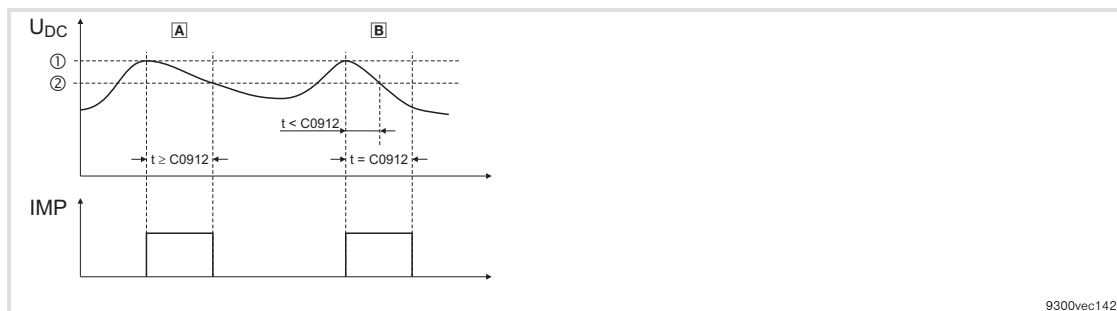 U_DC
A
B
①
②
t < C0912
t ≥ C0912
t = C0912
IMP
9300vec142